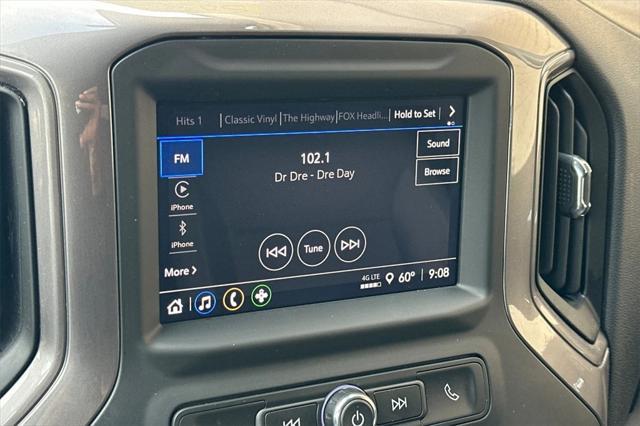 Hits 1 Classic Vinyl The Highway FOX Headli... Hold to Set
FM
102.1
Dr Dre - Dre Day
Sound
Browse
iPhone
iPhone
Tune
More
4G LTE 60° 9:08